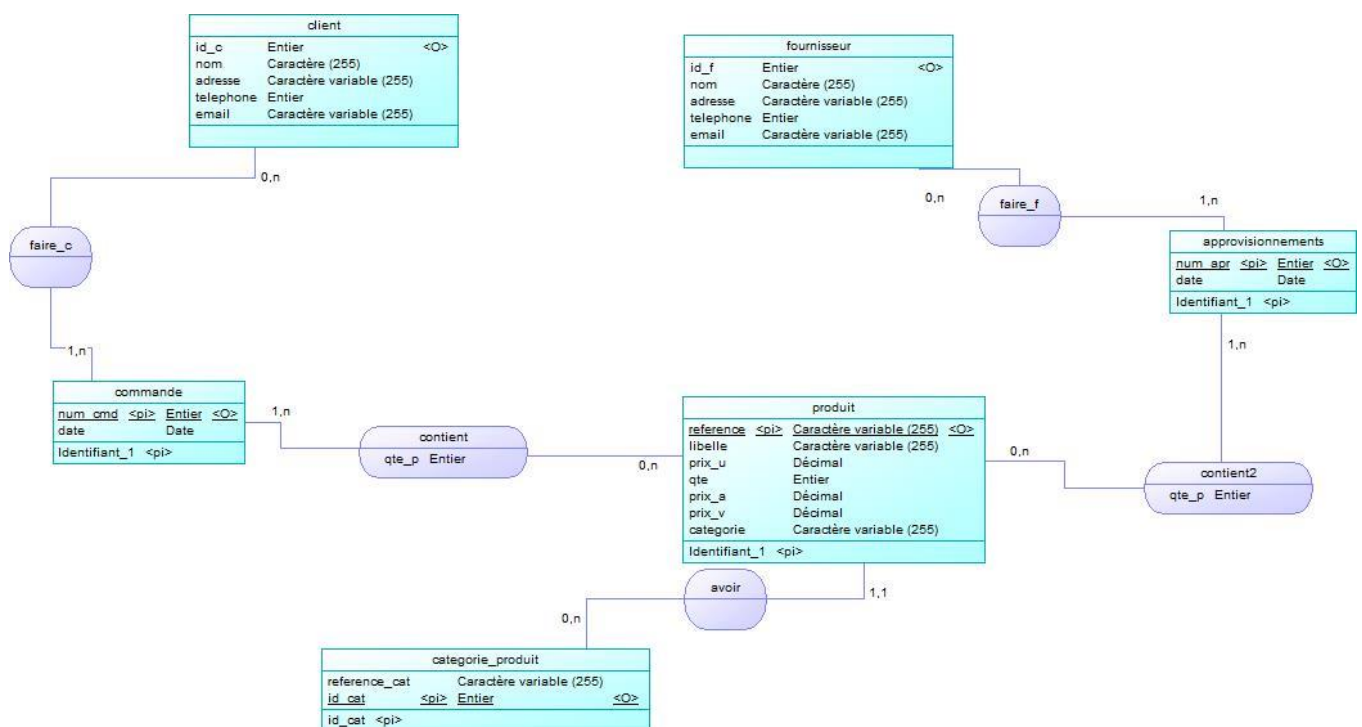 client
id_c Entier <O>
nom Caractère (255)
adresse Caractère variable (255)
telephone Entier
email Caractère variable (255)
fournisseur
id_f Entier <O>
nom Caractère (255)
adresse Caractère variable (255)
telephone Entier
email Caractère variable (255)
0,n
0,n
faire_f
1,n
faire_c
approvisionnements
num_apr <pi> Entier <O>
date Date
Identifiant_1 <pi>
1,n
1,n
commande
num_cmd <pi> Entier <O>
date Date
Identifiant_1 <pi>
1,n
contient
qte_p Entier
0,n
produit
reference <pi> Caractère variable (255) <O>
libelle Caractère variable (255)
prix_u Décimal
qte Entier
prix_a Décimal
prix_v Décimal
categorie Caractère variable (255)
Identifiant_1 <pi>
0,n
contient2
qte_p Entier
avoir
1,1
0,n
categorie_produit
reference_cat Caractère variable (255)
id_cat <pi> Entier <O>
id_cat <pi>